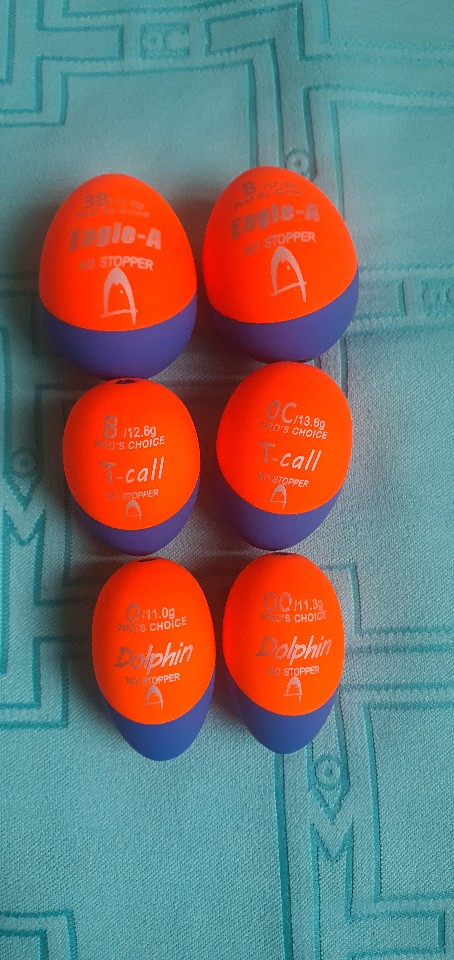 3B
Eagle-A
NO STOPPER
B
Eagle-A
NO STOPPER
B/12.6g
PRO'S CHOICE
T-call
NO STOPPER
0C/13.6g
PRO'S CHOICE
T-call
NO STOPPER
0/11.0g
PRO'S CHOICE
Dolphin
NO STOPPER
00/11.3g
PRO'S CHOICE
Dolphin
NO STOPPER